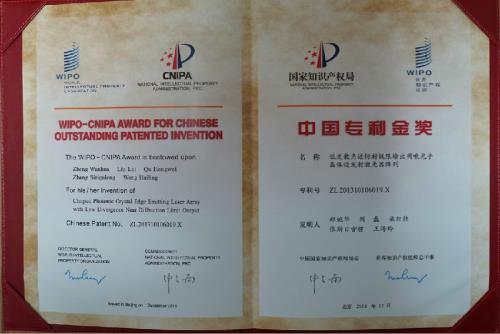 WIPO
WORLD
INTELLECTUAL PROPERTY
ORGANIZATION
CNIPA
NATIONAL INTELLECTUAL PROPERTY
ADMINISTRATION, PRC
WIPO-CNIPA AWARD FOR CHINESE
OUTSTANDING PATENTED INVENTION
The WIPO-CNIPA Award is bestowed upon
Zheng Wanhua Liu Lei Qu Hongwei
Zhang Wang Hailing
For his/her invention of
Chirped Photonic Crystal Edge Emitting Laser Array
with Low Divergence Near Diffraction Limit Output
Chinese Patent No. ZL 201310106019.X
DIRECTOR GENERAL
WORLD INTELLECTUAL
PROPERTY ORGANIZATION
COMMISSIONER
NATIONAL INTELLECTUAL PROPERTY
ADMINISTRATION, PRC
Issued in Beijing on December 2018
国家知识产权局
NATIONAL INTELLECTUAL PROPERTY
ADMINISTRATION, PRC
WIPO
世界
知识产权
组织
中国专利金奖
名称 低发散角近衍射极限输出啁啾光子
晶体边发射激光器阵列
专利号 ZL 201310106019.X
发明人 郑婉华 刘磊 渠红伟
张斯日古楞 王海玲
中国国家知识产权局局长
世界知识产权组织总干事
北京 2018 年 12 月